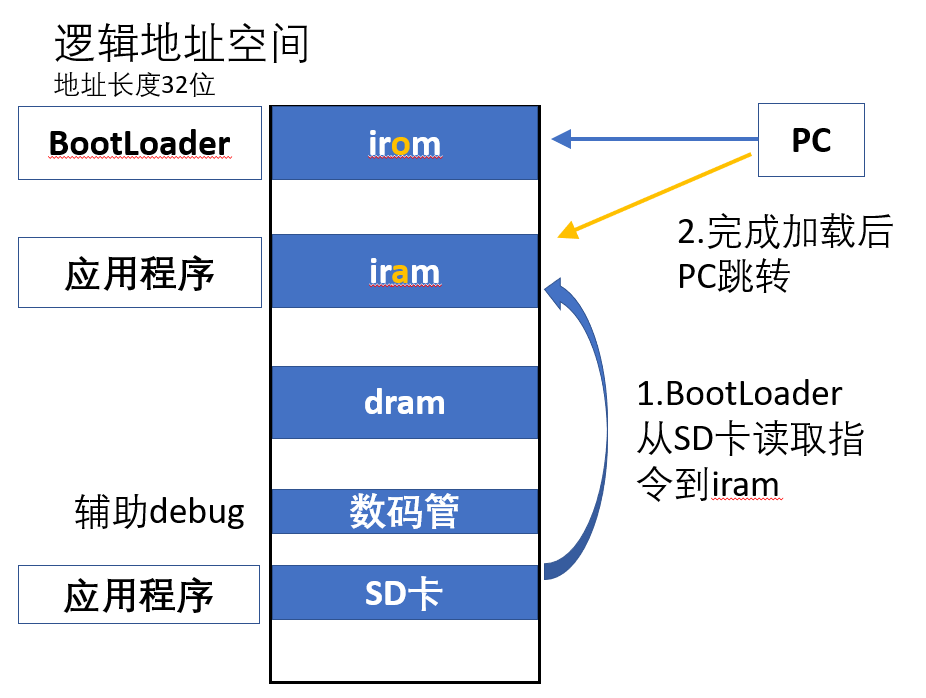 逻辑地址空间
地址长度32位
BootLoader
irom
PC
应用程序
iram
2.完成加载后
PC跳转
dram
1.BootLoader
从SD卡读取指
令到iram
辅助debug
数码管
应用程序
SD卡